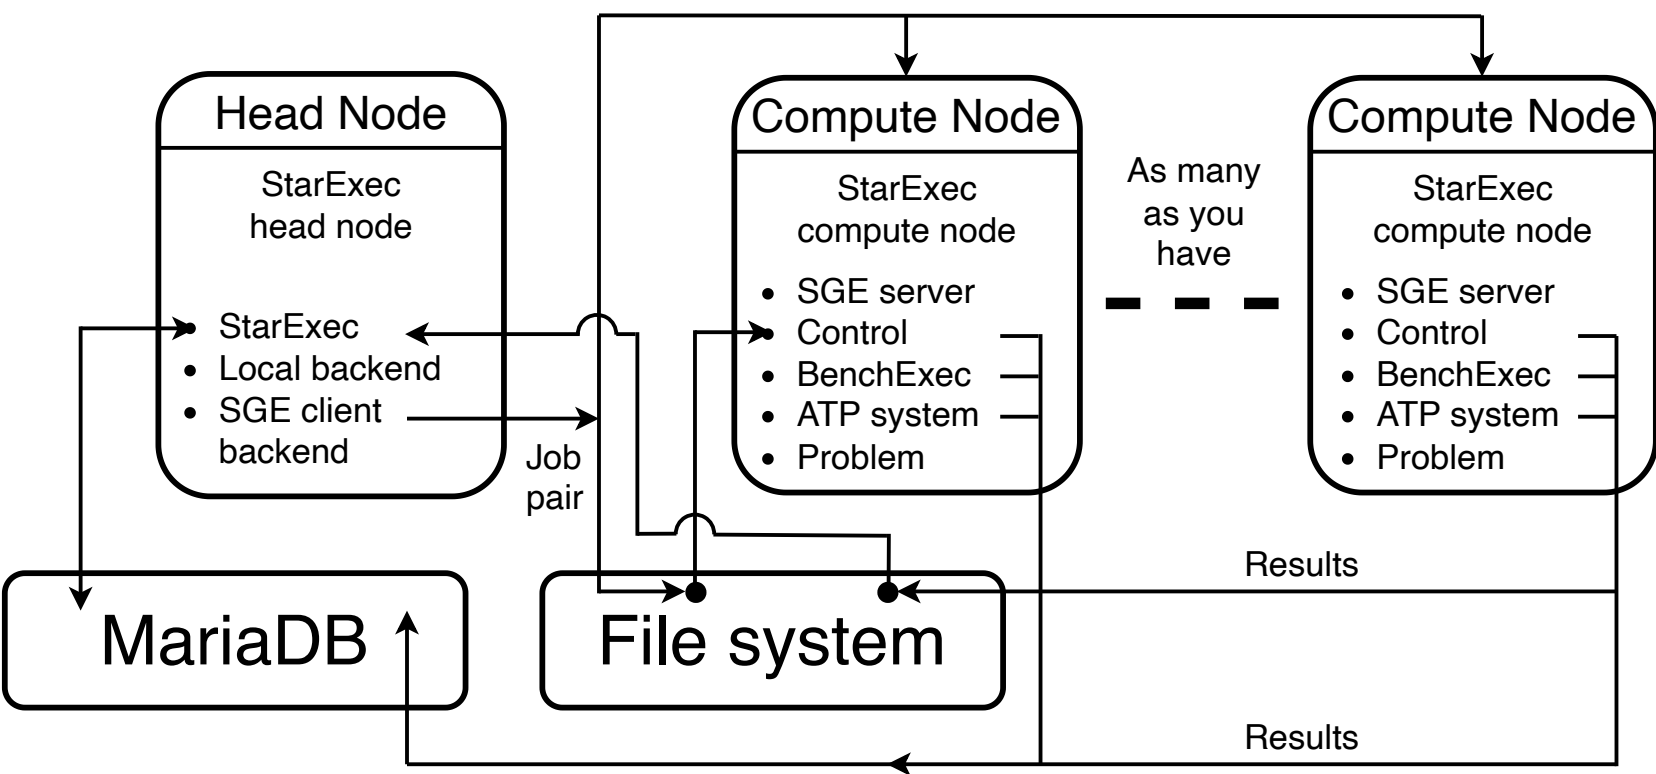 Head Node
StarExec
head node
• StarExec
• Local backend
• SGE client
backend
Job
pair
Compute Node
StarExec
compute node
• SGE server
• Control
• BenchExec
• ATP system
• Problem
As many
as you
have
Compute Node
StarExec
compute node
• SGE server
• Control
• BenchExec
• ATP system
• Problem
MariaDB
File system
Results
Results